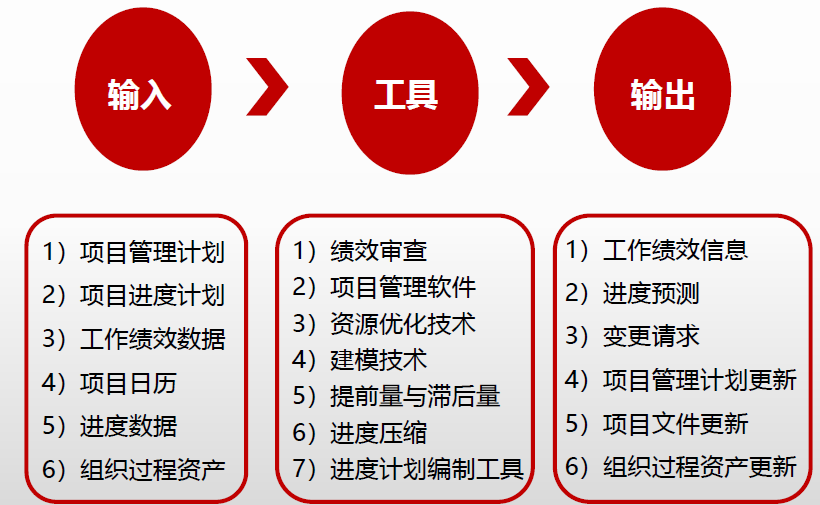 输入
工具
输出
1）项目管理计划
2）项目进度计划
3）工作绩效数据
4）项目日历
5）进度数据
6）组织过程资产
1）绩效审查
2）项目管理软件
3）资源优化技术
4）建模技术
5）提前量与滞后量
6）进度压缩
7）进度计划编制工具
1）工作绩效信息
2）进度预测
3）变更请求
4）项目管理计划更新
5）项目文件更新
6）组织过程资产更新